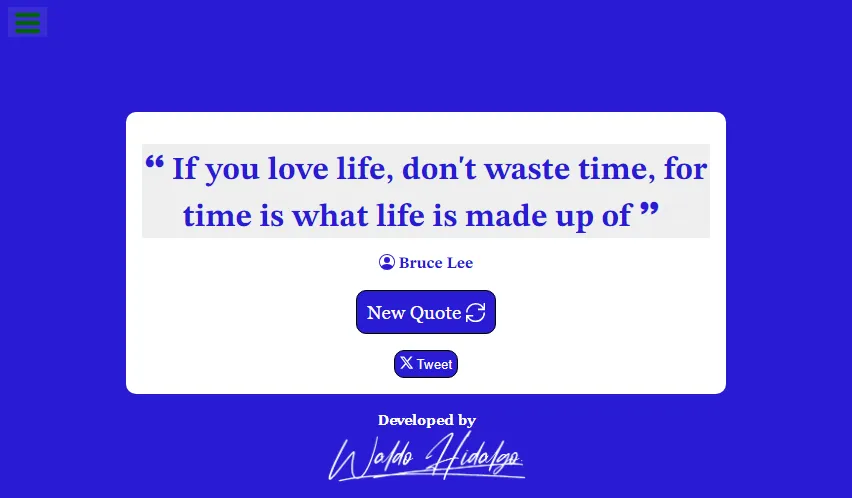 “ If you love life, don't waste time, for
time is what life is made up of ”
Bruce Lee
New Quote
Tweet
Developed by
Waldo Hidalgo.